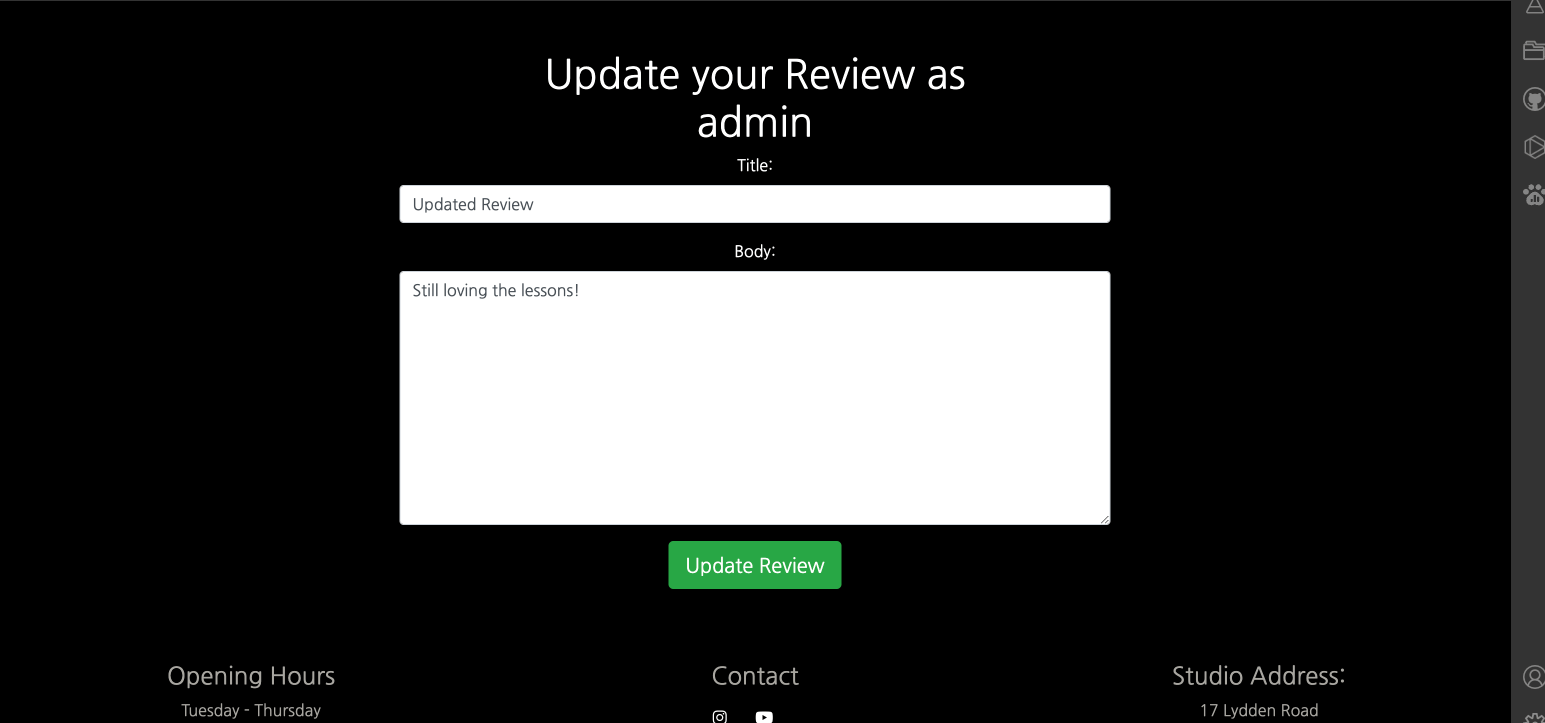 Update your Review as
admin
Title:
Updated Review
Body:
Still loving the lessons!
Update Review
Opening Hours
Contact
Studio Address:
Tuesday - Thursday
17 Lydden Road